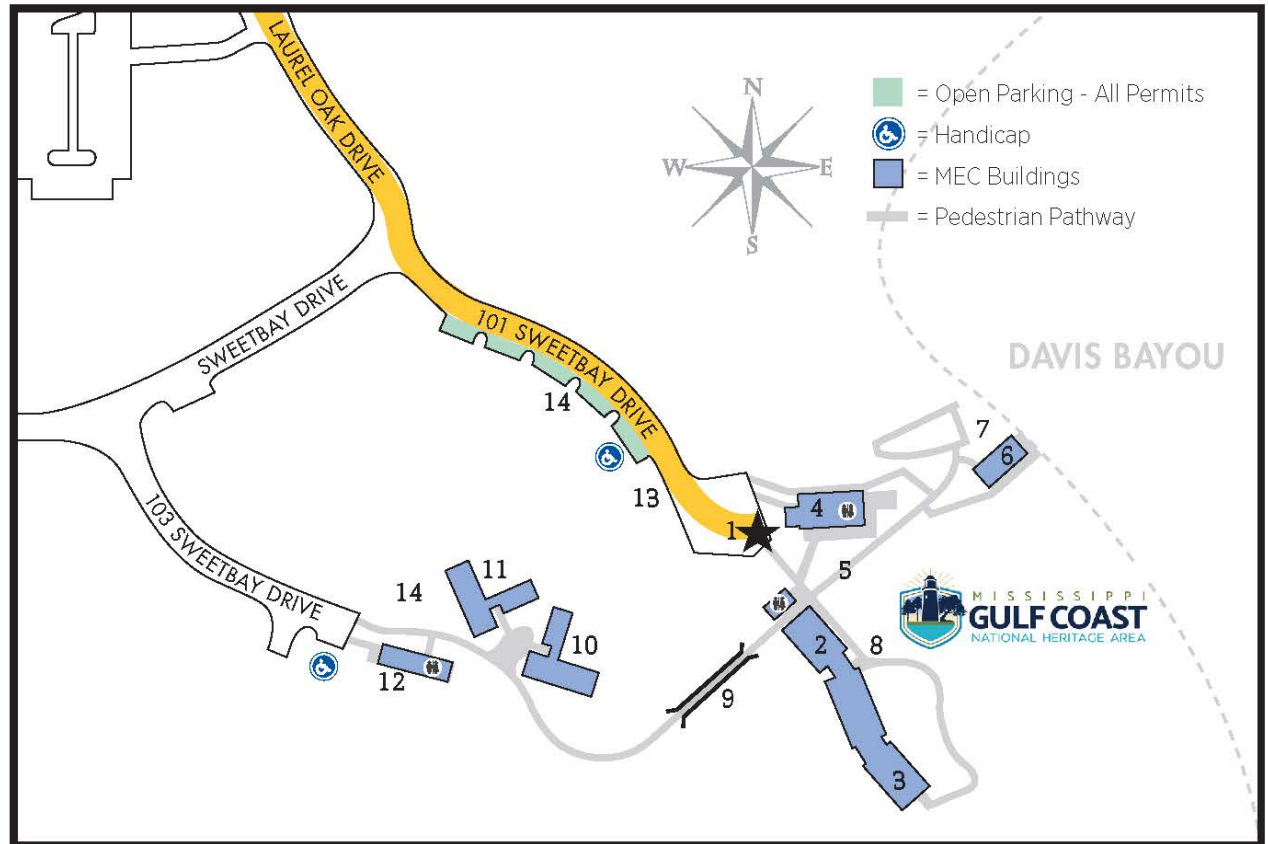 LAUREL OAK DRIVE
N
W
E
S
= Open Parking - All Permits
= Handicap
= MEC Buildings
= Pedestrian Pathway
SWEETBAY DRIVE
101 SWEETBAY DRIVE
DAVIS BAYOU
14
7
6
13
4
1
5
103 SWEETBAY DRIVE
11
14
10
12
2
8
9
3
MISSISSIPPI
GULF COAST
NATIONAL HERITAGE AREA